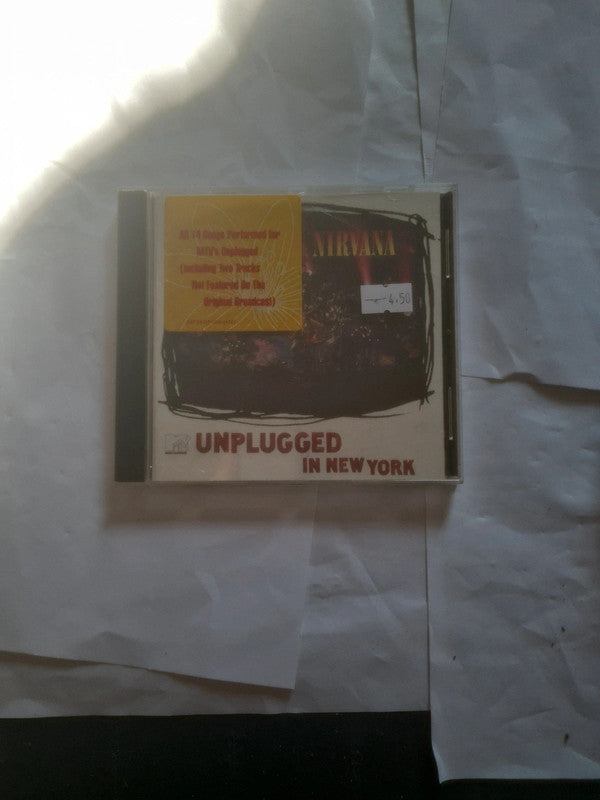 All 14 Songs Performed for
MTV's Unplugged
(Including Two Tracks
Not Featured On The
Original Broadcast)
NIRVANA
4.50
MTV
UNPLUGGED
IN NEW YORK